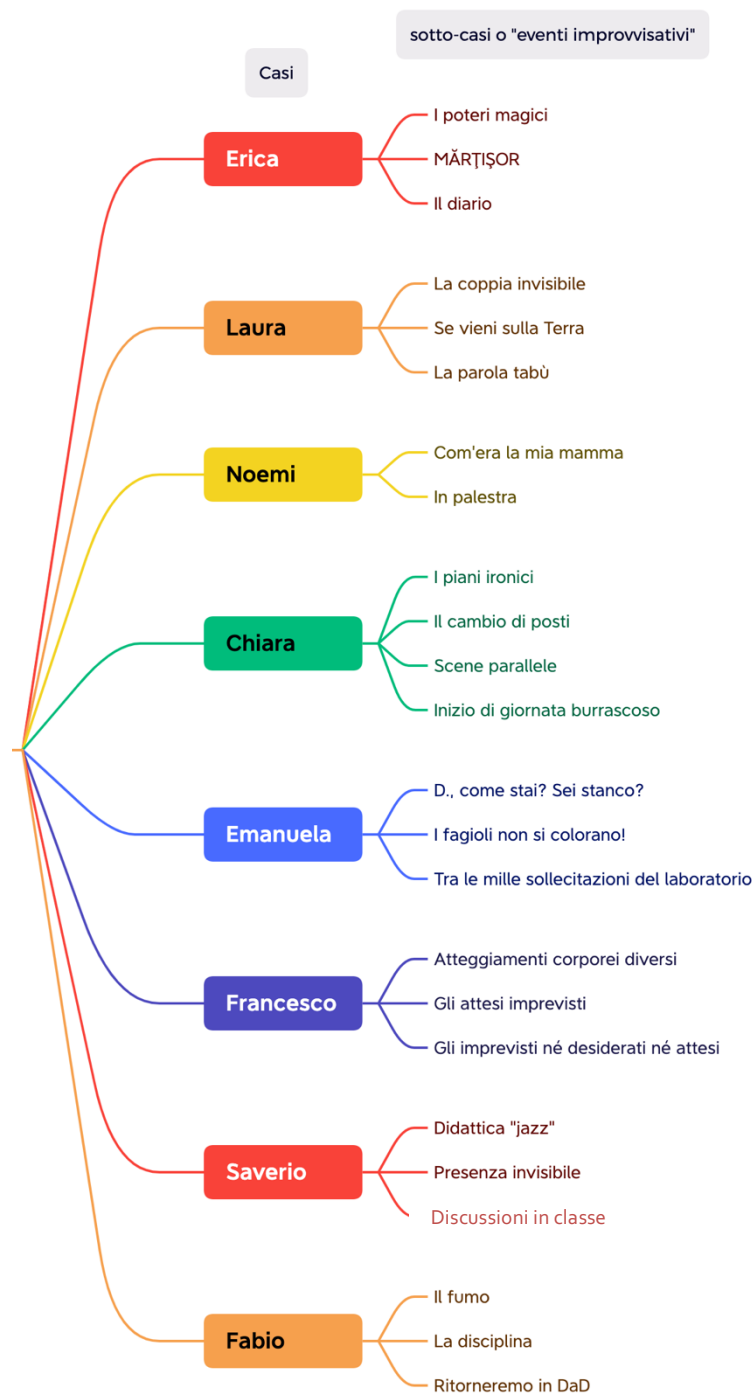 sotto-casi o "eventi improvvisativi"
Casi
Erica
I poteri magici
MĂRŢIŞOR
Il diario
Laura
La coppia invisibile
Se vieni sulla Terra
La parola tabù
Noemi
Com'era la mia mamma
In palestra
Chiara
I piani ironici
Il cambio di posti
Scene parallele
Inizio di giornata burrascoso
Emanuela
D., come stai? Sei stanco?
I fagioli non si colorano!
Tra le mille sollecitazioni del laboratorio
Francesco
Atteggiamenti corporei diversi
Gli attesi imprevisti
Gli imprevisti né desiderati né attesi
Saverio
Didattica "jazz"
Presenza invisibile
Discussioni in classe
Fabio
Il fumo
La disciplina
Ritorneremo in DaD